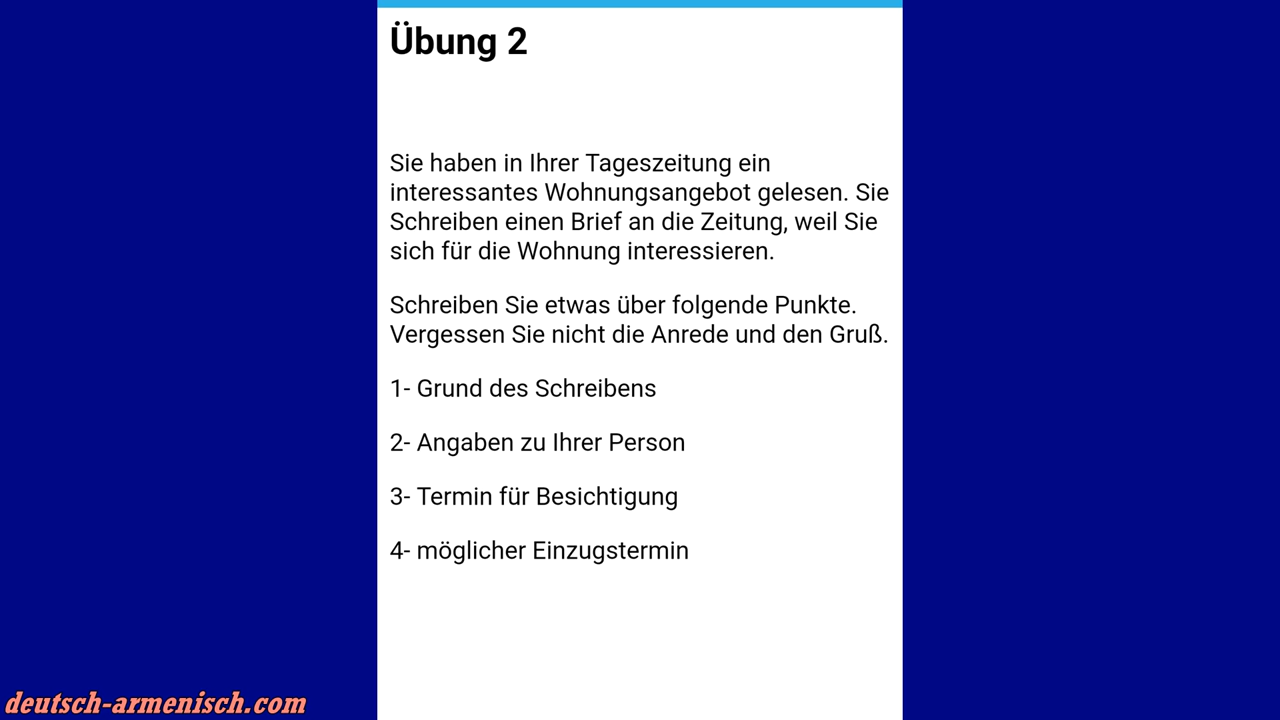 Übung 2
Sie haben in Ihrer Tageszeitung ein
interessantes Wohnungsangebot gelesen. Sie
Schreiben einen Brief an die Zeitung, weil Sie
sich für die Wohnung interessieren.
Schreiben Sie etwas über folgende Punkte.
Vergessen Sie nicht die Anrede und den Gruß.
1- Grund des Schreibens
2- Angaben zu Ihrer Person
3- Termin für Besichtigung
4- möglicher Einzugstermin
deutsch-armenisch.com